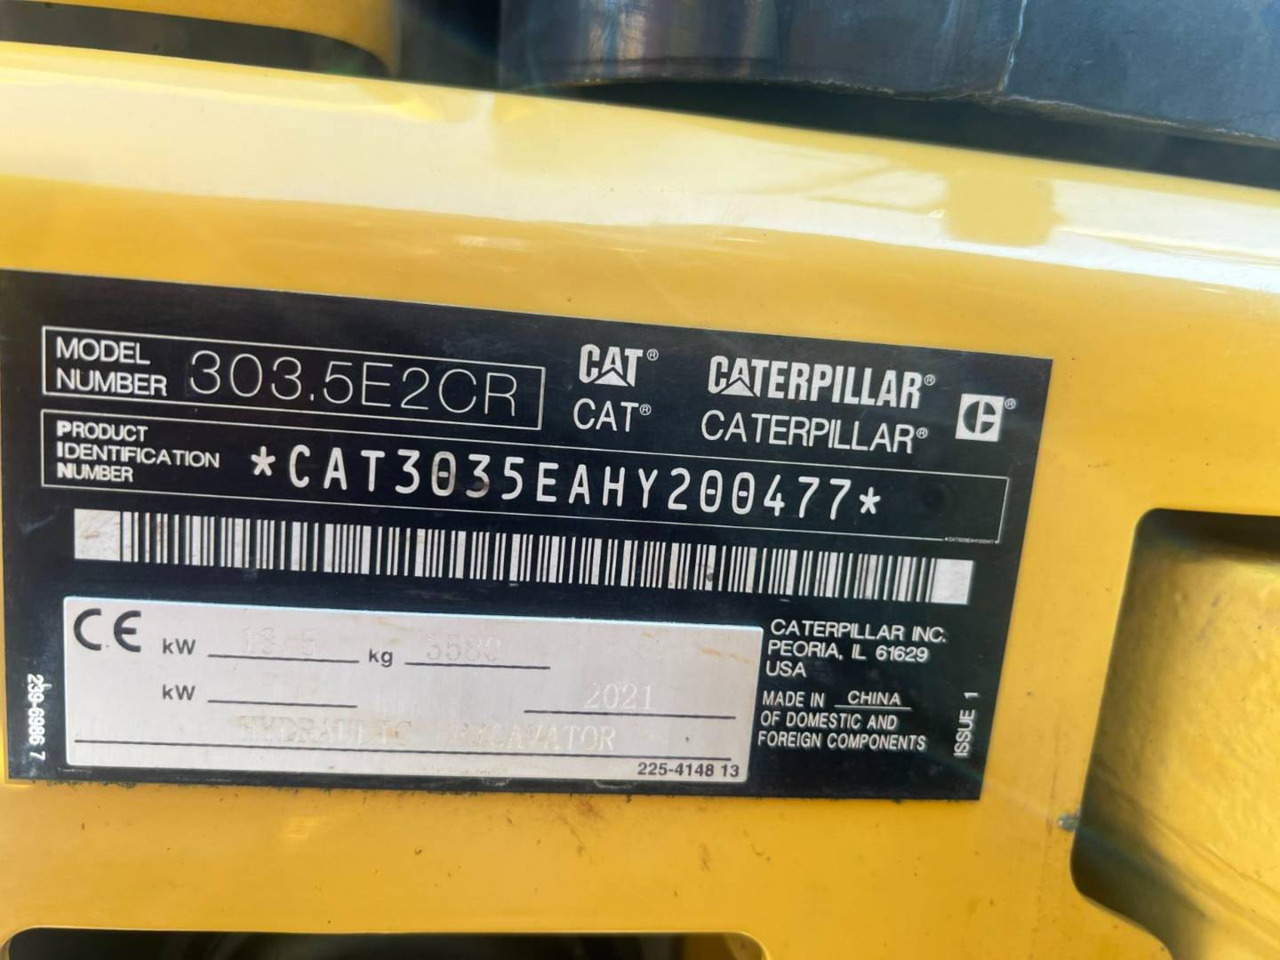 MODEL NUMBER 303.5E2CR
CAT® CATERPILLAR®
CAT® CATERPILLAR®
PRODUCT IDENTIFICATION NUMBER *CAT3035EAHY200477*
CE kW 13.5 kg 3580
kW 2021
HYDRAULIC EXCAVATOR
225-4148 13
CATERPILLAR INC.
PEORIA, IL 61629
USA
MADE IN CHINA
OF DOMESTIC AND
FOREIGN COMPONENTS
ISSUE 1
239-6986 7